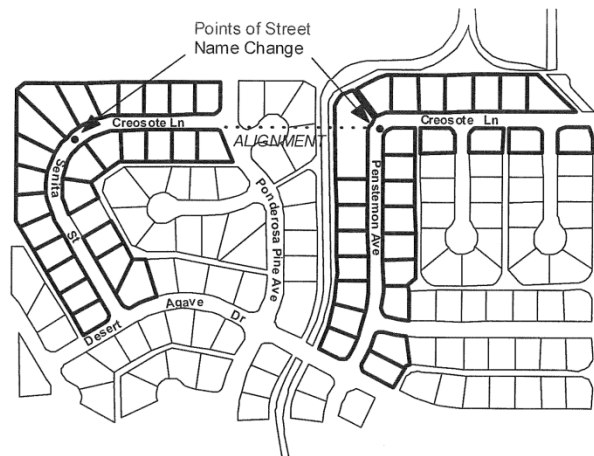 Points of Street
Name Change
Creosote Ln
Creosote Ln
ALIGNMENT
Senita St
Penstemon Ave
Ponderosa Pine Ave
Desert Agave Dr